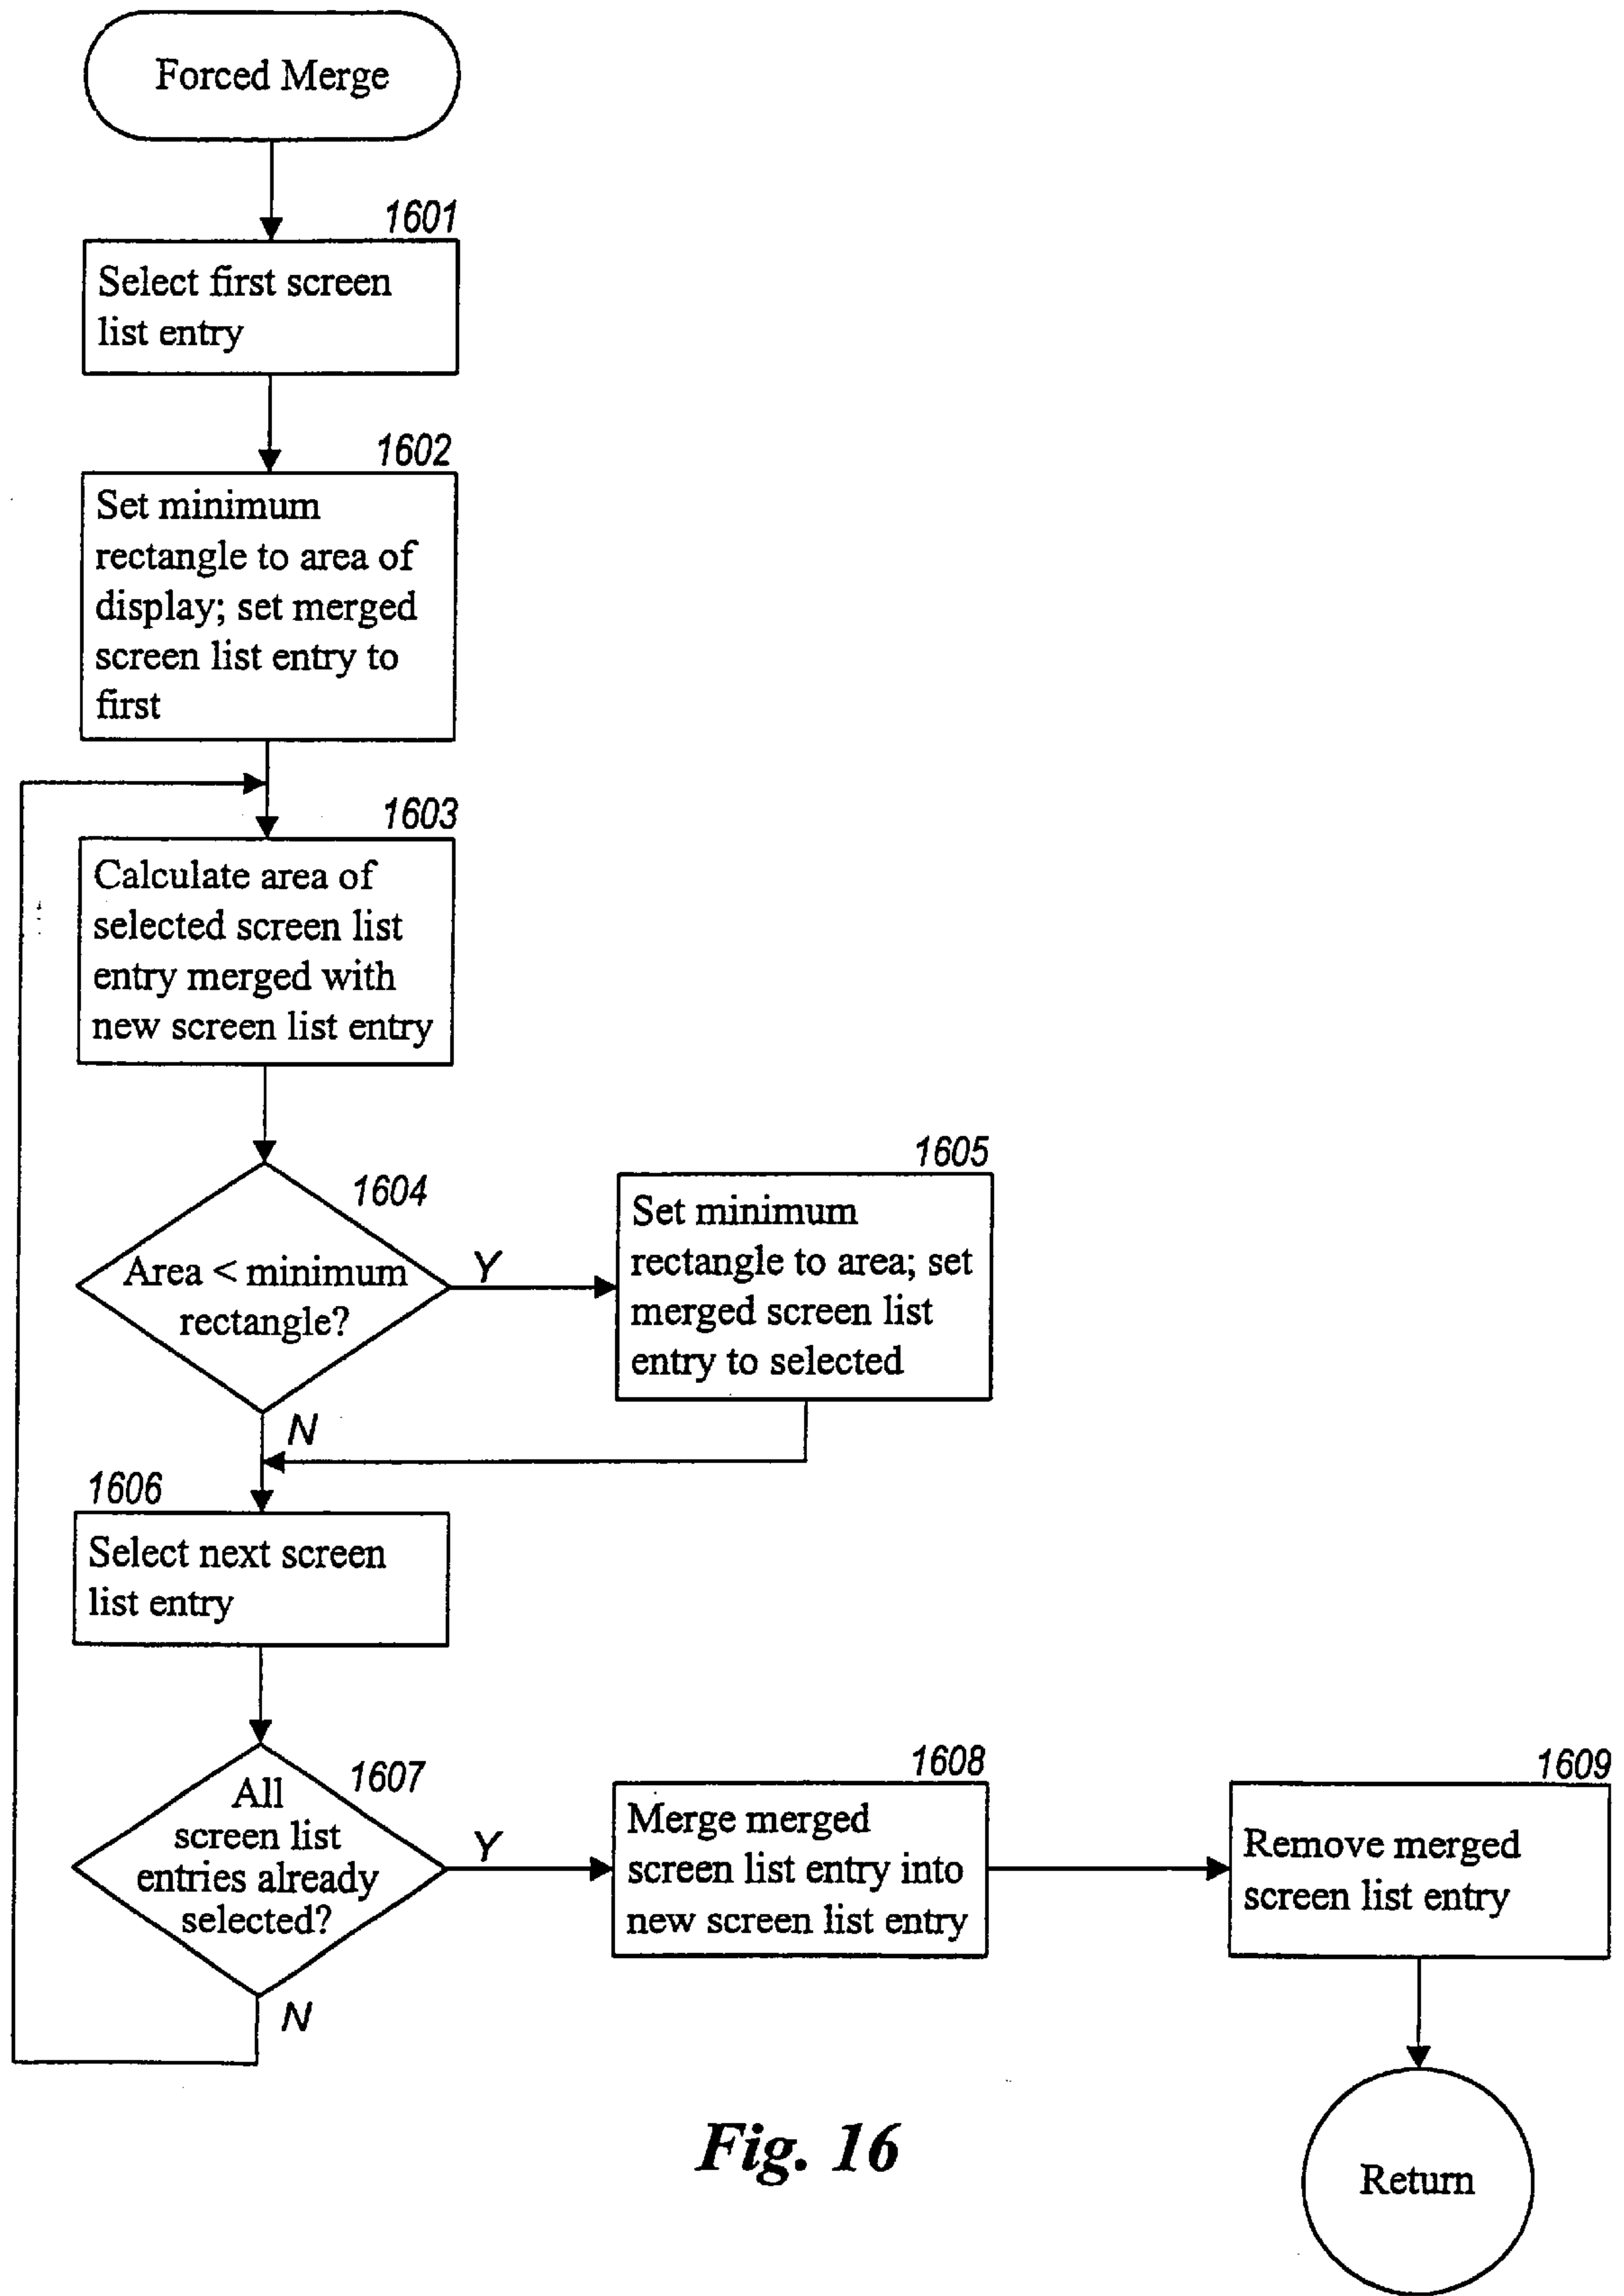 Forced Merge
1601
Select first screen
list entry
1602
Set minimum
rectangle to area of
display; set merged
screen list entry to
first
1603
Calculate area of
selected screen list
entry merged with
new screen list entry
1604
Area < minimum
rectangle?
Y
N
1605
Set minimum
rectangle to area; set
merged screen list
entry to selected
1606
Select next screen
list entry
1607
All
screen list
entries already
selected?
Y
N
1608
Merge merged
screen list entry into
new screen list entry
1609
Remove merged
screen list entry
Return
Fig. 16